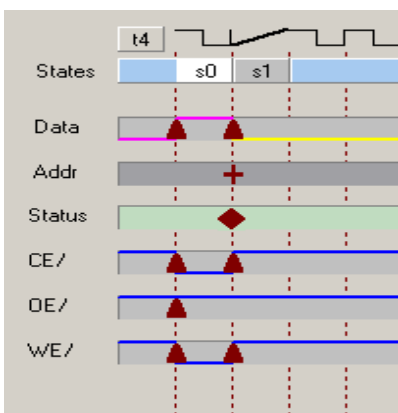 t4
States s0 s1
Data
Addr
Status
CE/
OE/
WE/